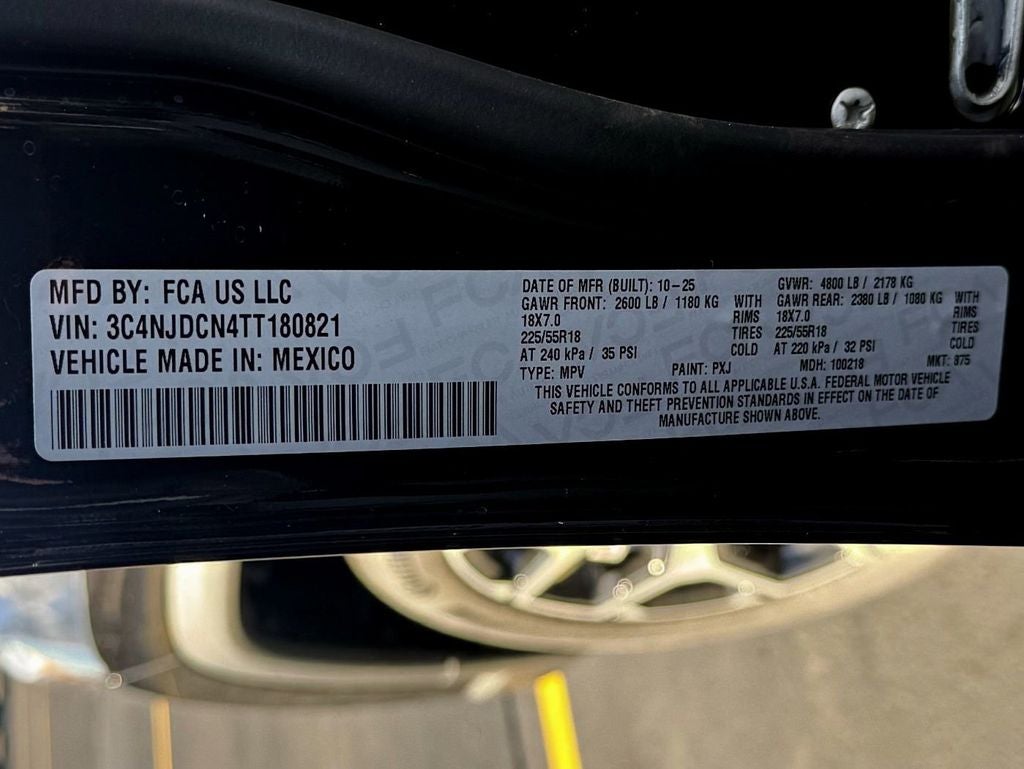 MFD BY: FCA US LLC
VIN: 3C4NJDCN4TT180821
VEHICLE MADE IN: MEXICO
DATE OF MFR (BUILT): 10-25 GVWR: 4800 LB / 2178 KG
GAWR FRONT: 2600 LB / 1180 KG WITH GAWR REAR: 2380 LB / 1080 KG WITH
18X7.0 RIMS 18X7.0 RIMS
225/55R18 TIRES 225/55R18 TIRES
AT 240 kPa / 35 PSI COLD AT 220 kPa / 32 PSI COLD
TYPE: MPV PAINT: PXJ MDH: 100218 MKT: 975
THIS VEHICLE CONFORMS TO ALL APPLICABLE U.S.A. FEDERAL MOTOR VEHICLE
SAFETY AND THEFT PREVENTION STANDARDS IN EFFECT ON THE DATE OF
MANUFACTURE SHOWN ABOVE.